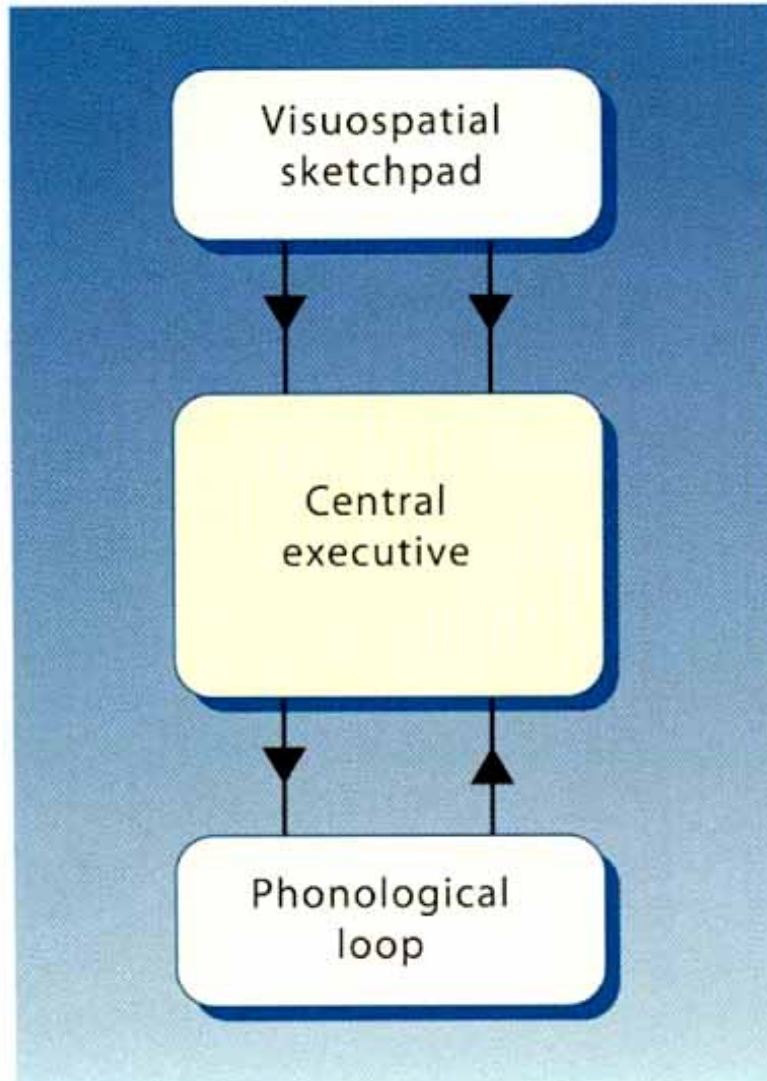 Visuospatial
sketchpad
Central
executive
Phonological
loop